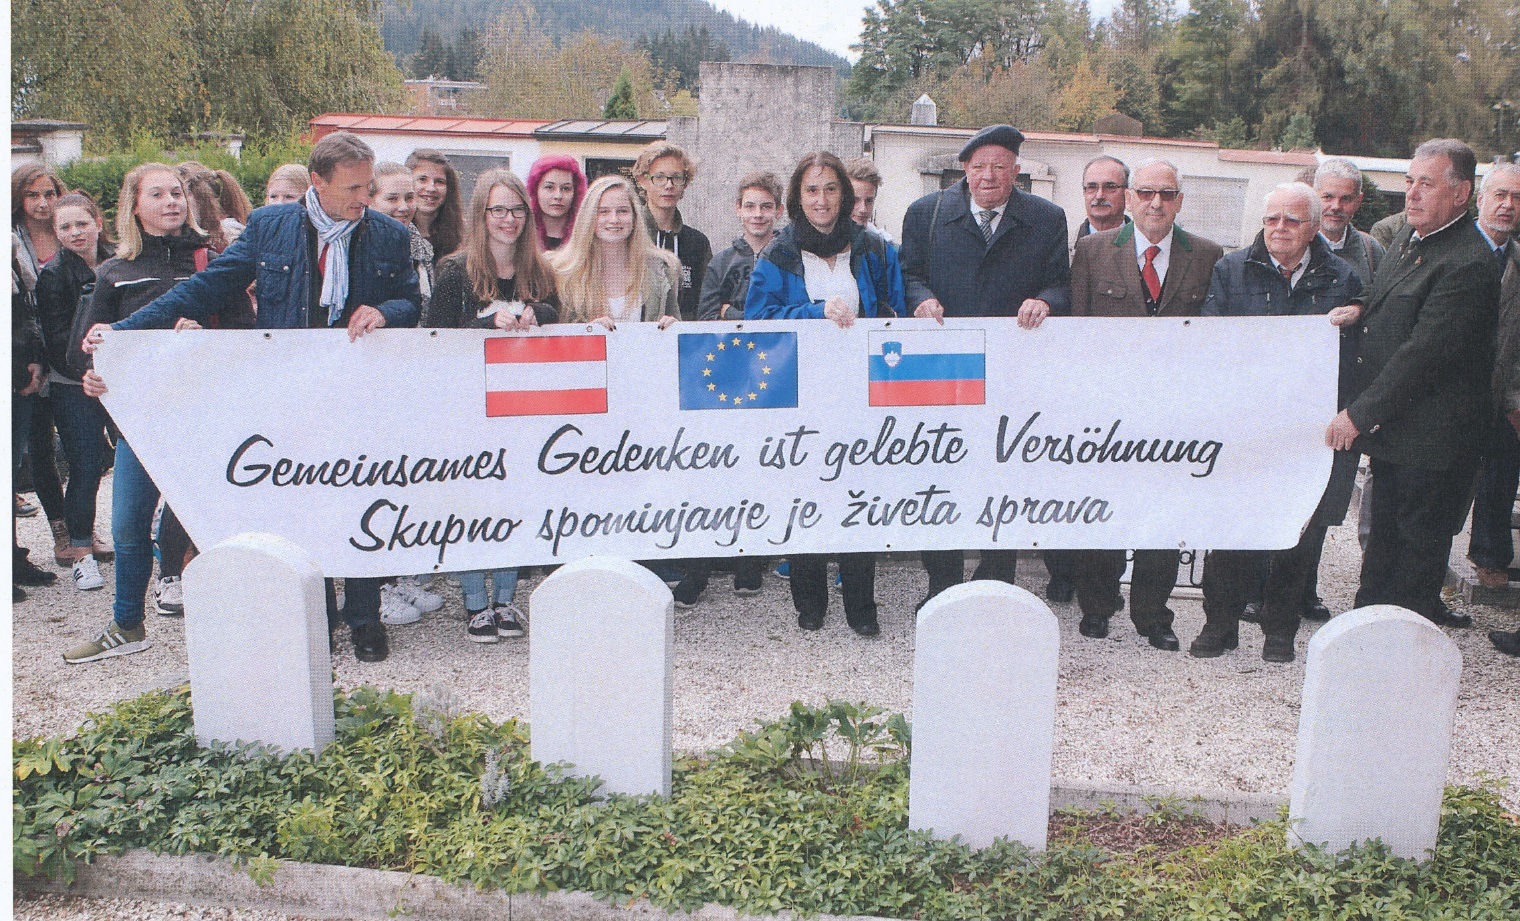 Gemeinsames Gedenken ist gelebte Versöhnung
Skupno spominjanje je živeta sprava